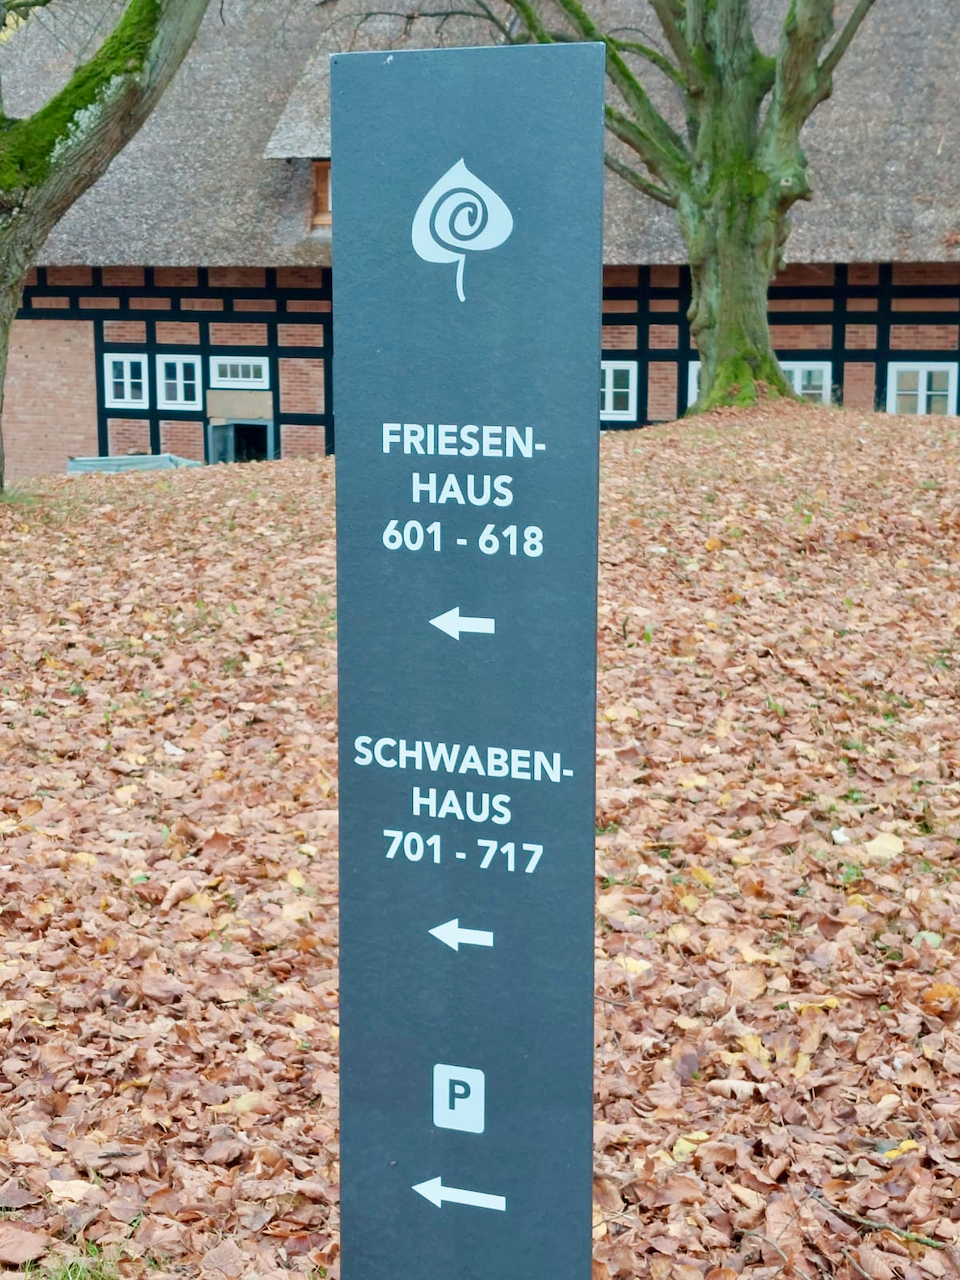 FRIESEN-
HAUS
601 - 618
SCHWABEN-
HAUS
701 - 717
P